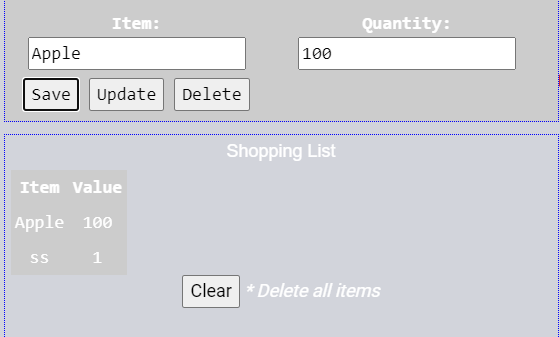 Item: Quantity:
Apple 100
Save Update Delete
Shopping List
Item Value
Apple 100
ss 1
Clear * Delete all items